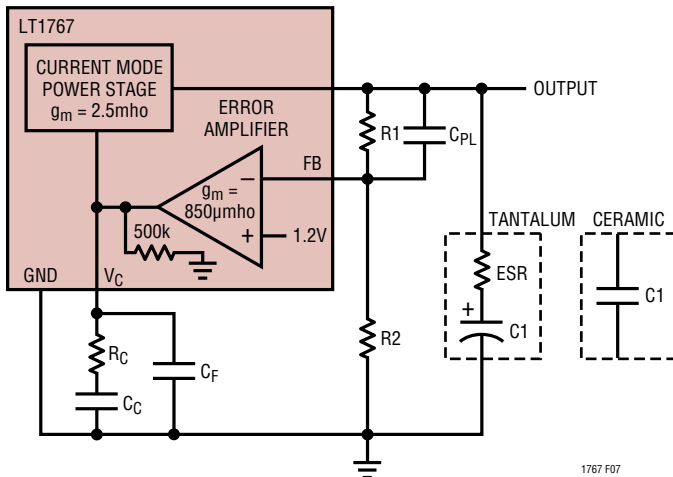 LT1767
CURRENT MODE
POWER STAGE
gm = 2.5mho
OUTPUT
ERROR
AMPLIFIER
R1
CPL
FB
–
gm =
850µmho
+
1.2V
500k
TANTALUM
CERAMIC
GND
VC
ESR
+
C1
C1
RC
CF
R2
CC
1767 F07